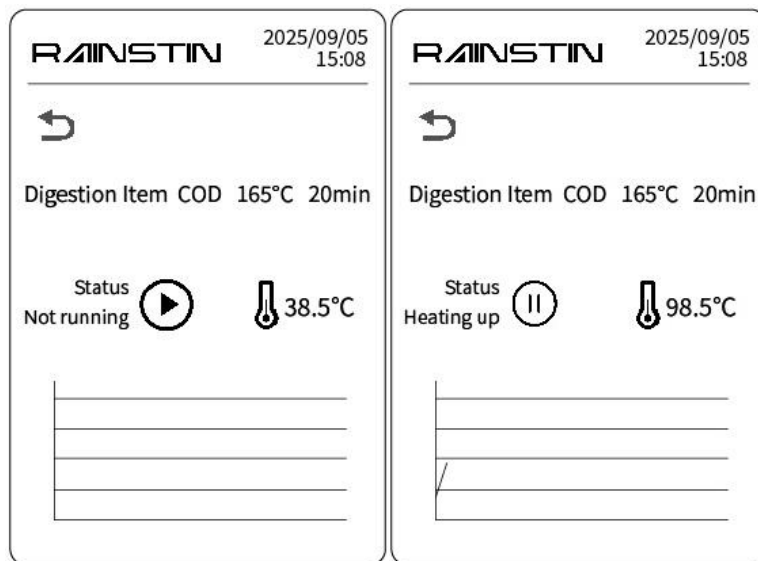 RAINSTIN
2025/09/05
15:08
Digestion Item COD 165°C 20min
Status
Not running
38.5°C
RAINSTIN
2025/09/05
15:08
Digestion Item COD 165°C 20min
Status
Heating up
98.5°C